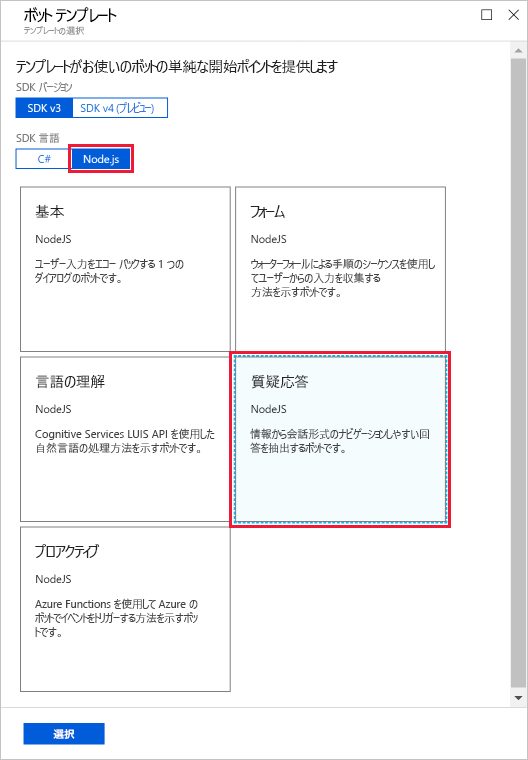 ボット テンプレート
テンプレートの選択
テンプレートがお使いのボットの単純な開始ポイントを提供します
SDK バージョン
SDK v3
SDK v4 (プレビュー)
SDK 言語
C#
Node.js
基本
NodeJS
ユーザー入力をエコー バックする 1 つの
ダイアログのボットです。
フォーム
NodeJS
ウォーターフォールによる手順のシーケンスを使用し
てユーザーからの入力を収集する
方法を示すボットです。
言語の理解
NodeJS
Cognitive Services LUIS API を使用した
自然言語の処理方法を示すボットです。
質疑応答
NodeJS
情報から会話形式のナビゲーションしやすい回
答を抽出するボットです。
プロアクティブ
NodeJS
Azure Functions を使用して Azure の
ボットでイベントをトリガーする方法を示すボッ
トです。
選択